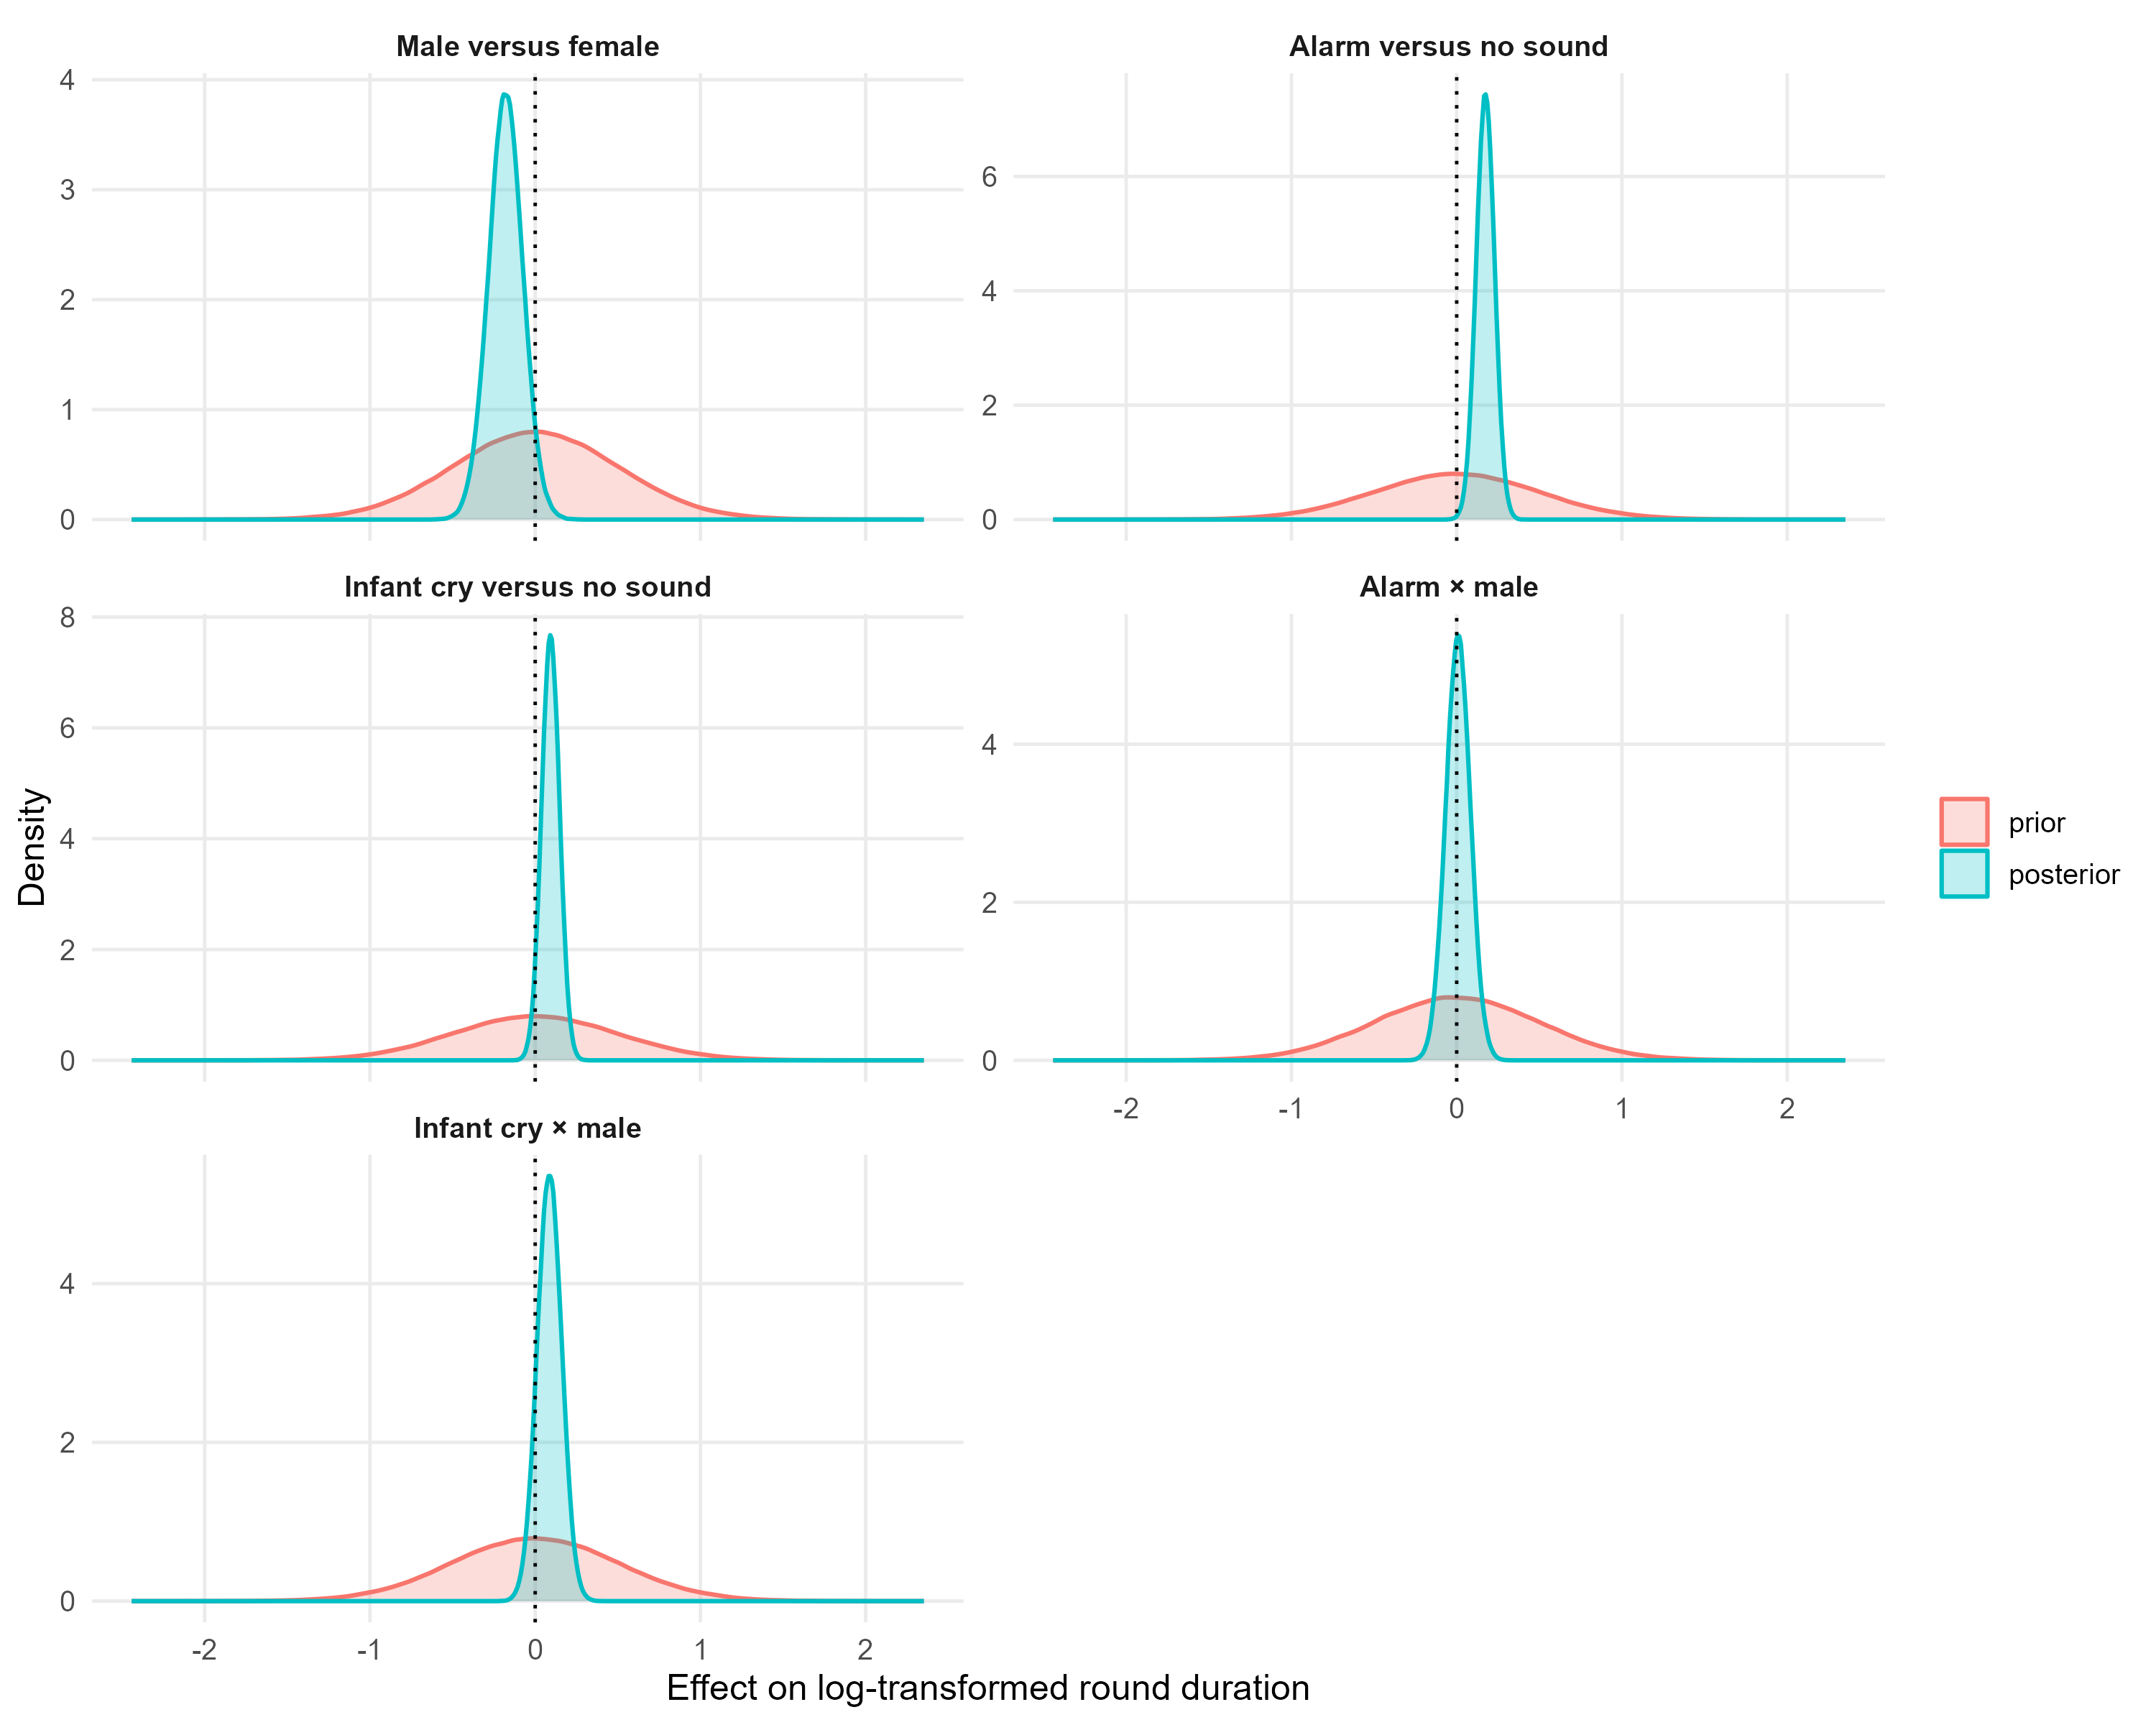 Male versus female
Alarm versus no sound
4
3
2
1
0
6
4
2
0
Infant cry versus no sound
Alarm × male
8
6
4
2
0
4
2
0
-2 -1 0 1 2
Infant cry × male
4
2
0
-2 -1 0 1 2
Density
Effect on log-transformed round duration
prior
posterior